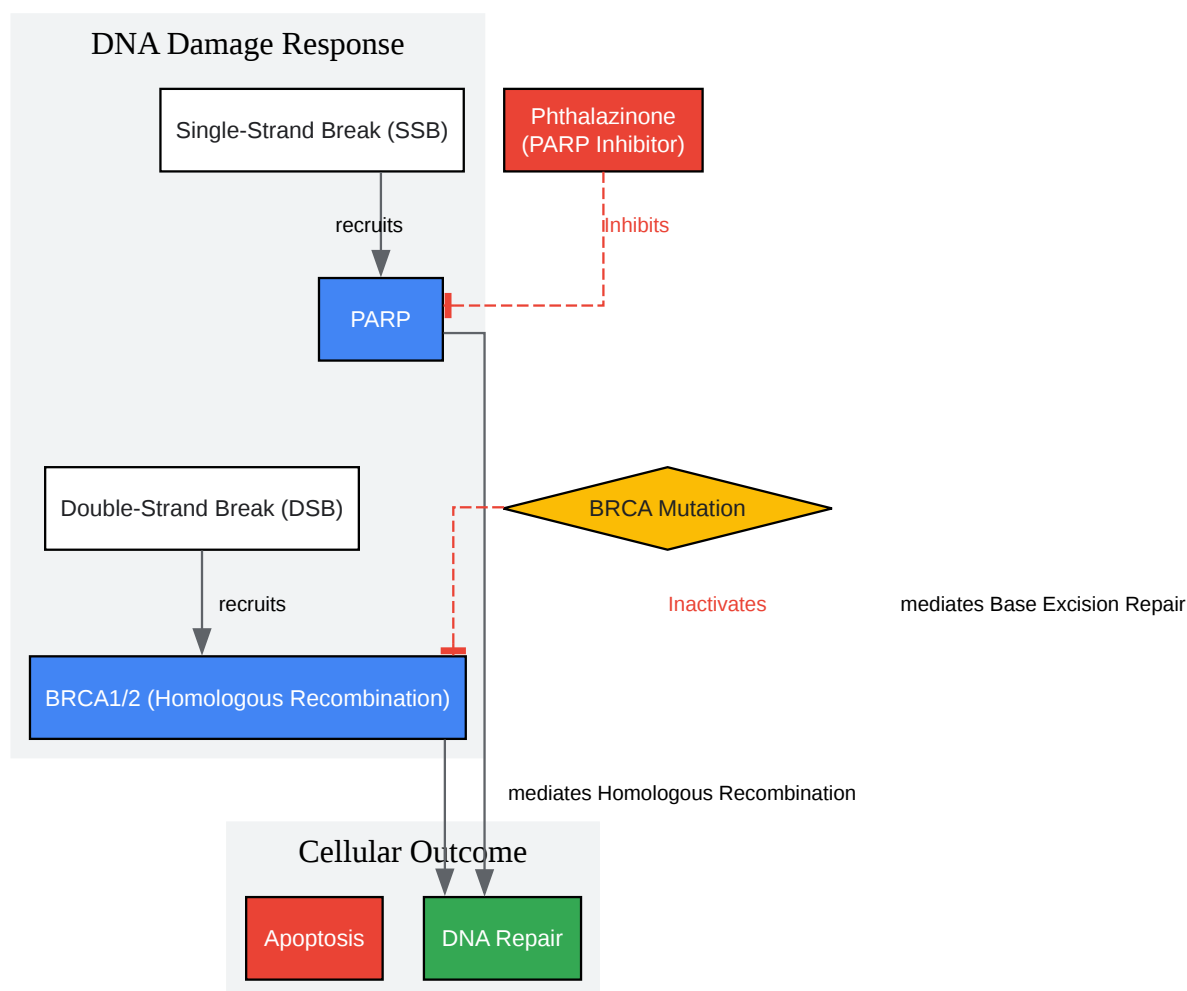 DNA Damage Response
Single-Strand Break (SSB)
Phthalazinone
(PARP Inhibitor)
recruits
Inhibits
PARP
Double-Strand Break (DSB)
BRCA Mutation
recruits
Inactivates
mediates Base Excision Repair
BRCA1/2 (Homologous Recombination)
mediates Homologous Recombination
Cellular Outcome
Apoptosis
DNA Repair